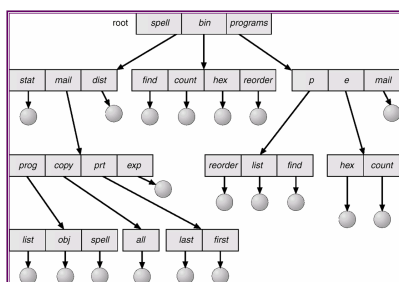 root spell bin programs
stat mail dist find count hex reorder p e mail
prog copy prt exp reorder list find hex count
list obj spell all last first